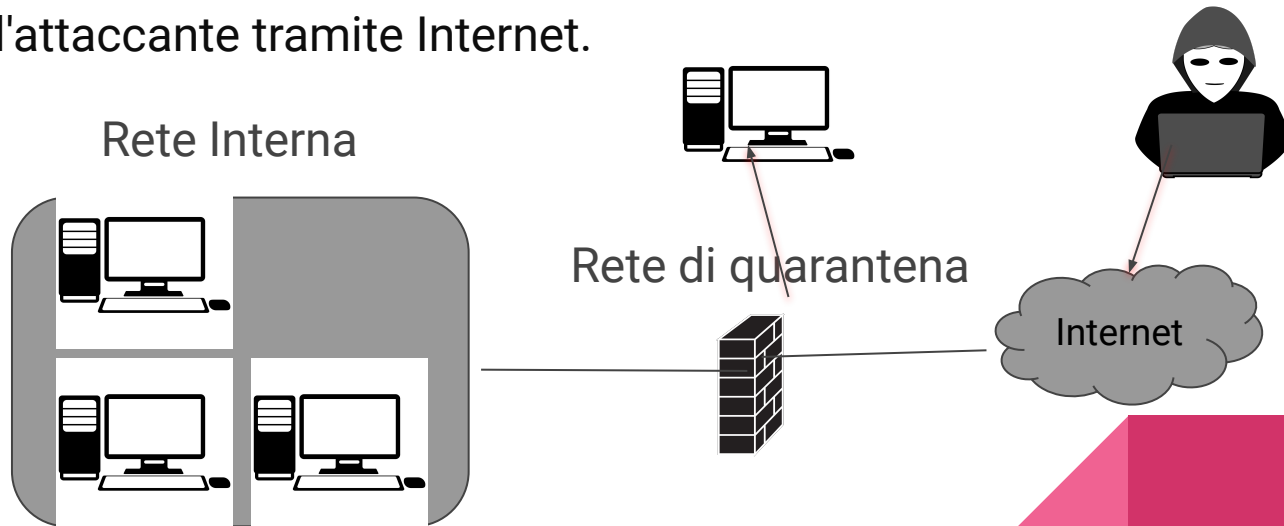 l'attaccante tramite Internet.
Rete Interna
Rete di quarantena
Internet